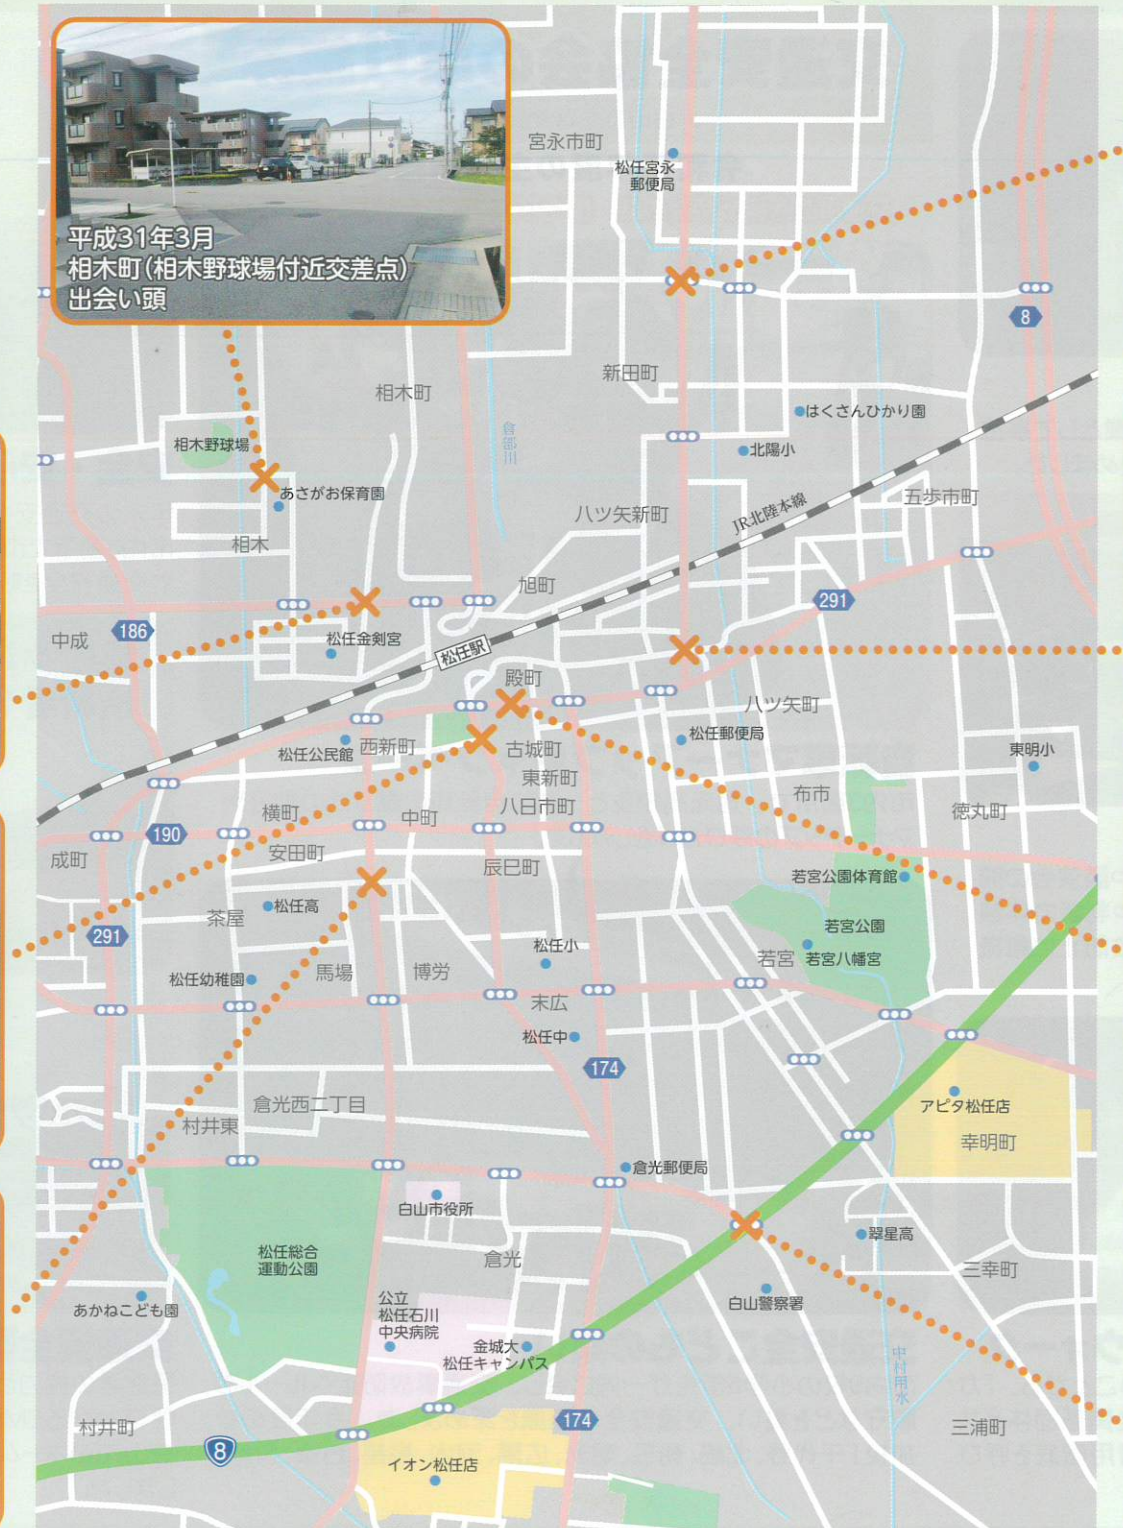 平成31年3月
相木町(相木野球場付近交差点)
出会い頭
宮永市町
松任宮永
郵便局
8
新田町
相木町
はくさんひかり園
倉部川
相木野球場
北陽小
あさがお保育園
五歩市町
JR北陸本線
八ツ矢新町
相木
旭町
291
186
中成
松任金剣宮
松任駅
殿町
八ツ矢町
松任郵便局
松任公民館
西新町
古城町
東明小
東新町
布市
八日市町
横町
中町
徳丸町
190
安田町
成町
辰巳町
若宮公園体育館
松任高
茶屋
若宮公園
291
松任小
若宮
若宮八幡宮
馬場
博労
松任幼稚園
末広
松任中
174
アピタ松任店
倉光西二丁目
村井東
幸明町
倉光郵便局
白山市役所
翠星高
松任総合
運動公園
倉光
三幸町
あかねこども園
公立
松任石川
中央病院
白山警察署
金城大
松任キャンパス
中村用水
村井町
174
三浦町
8
イオン松任店